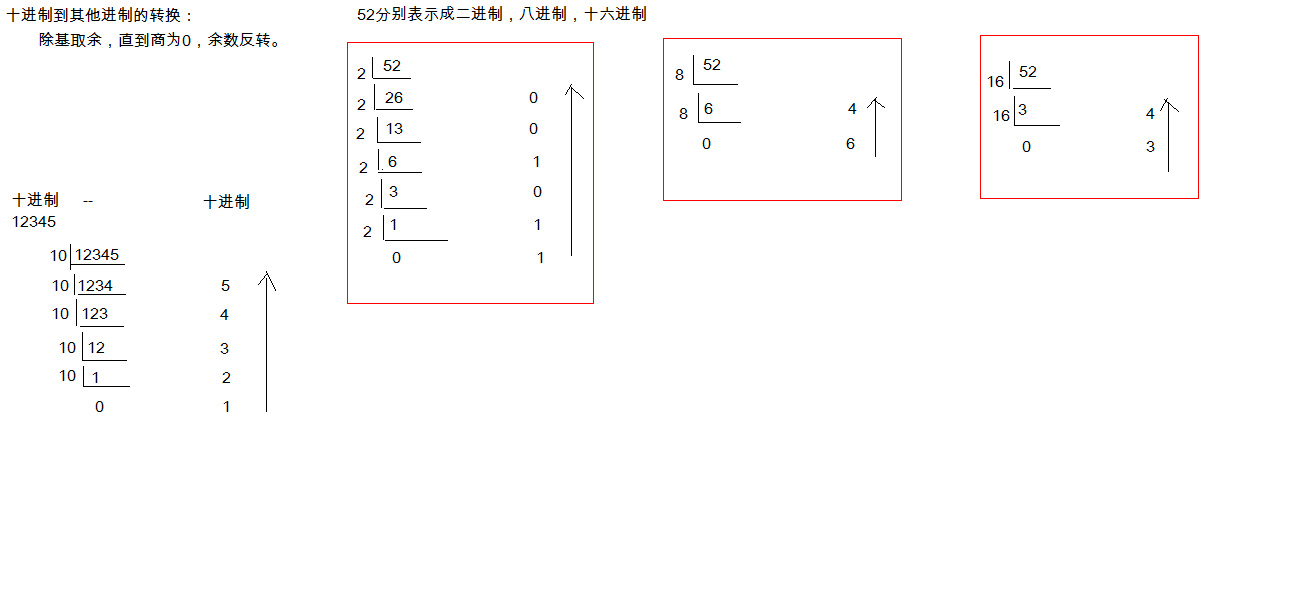 十进制到其他进制的转换：
除基取余，直到商为0，余数反转。
十进制 -- 十进制
12345
10 12345
10 1234 5
10 123 4
10 12 3
10 1 2
0 1
52分别表示成二进制，八进制，十六进制
2 52
2 26 0
2 13 0
2 6 1
2 3 0
2 1 1
0 1
8 52
8 6 4
0 6
16 52
16 3 4
0 3